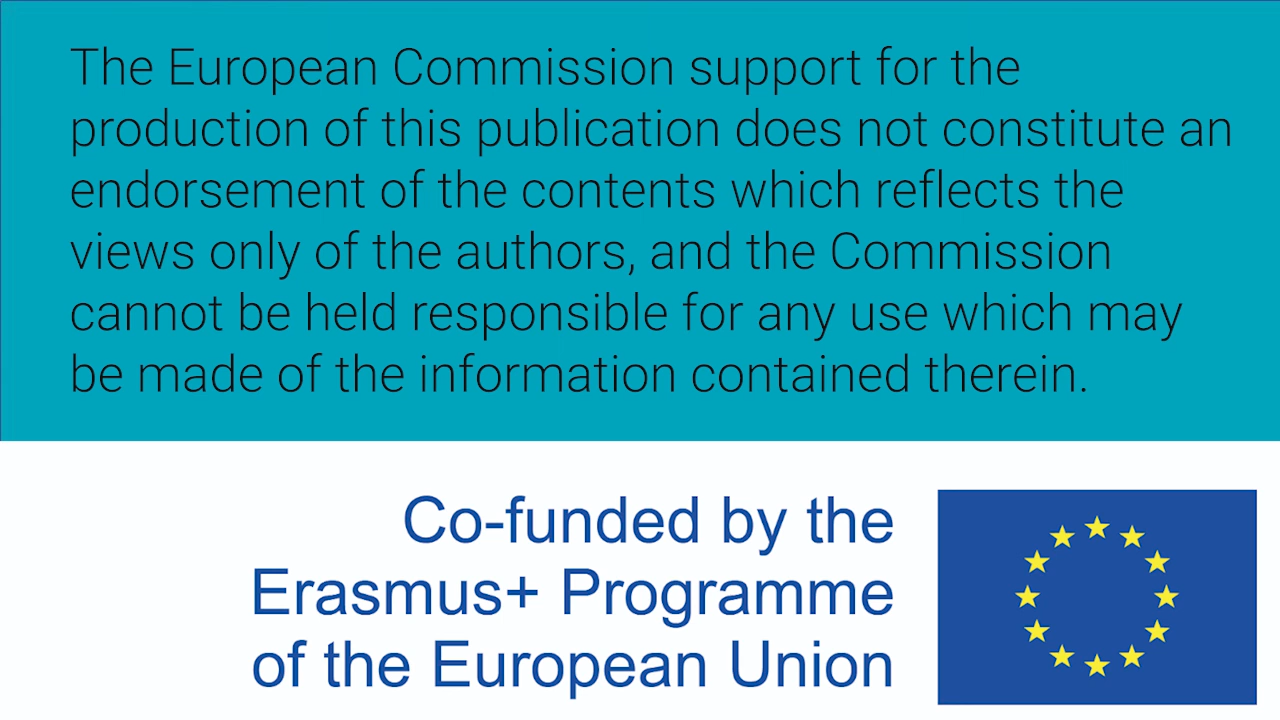 The European Commission support for the
production of this publication does not constitute an
endorsement of the contents which reflects the
views only of the authors, and the Commission
cannot be held responsible for any use which may
be made of the information contained therein.
Co-funded by the
Erasmus+ Programme
of the European Union